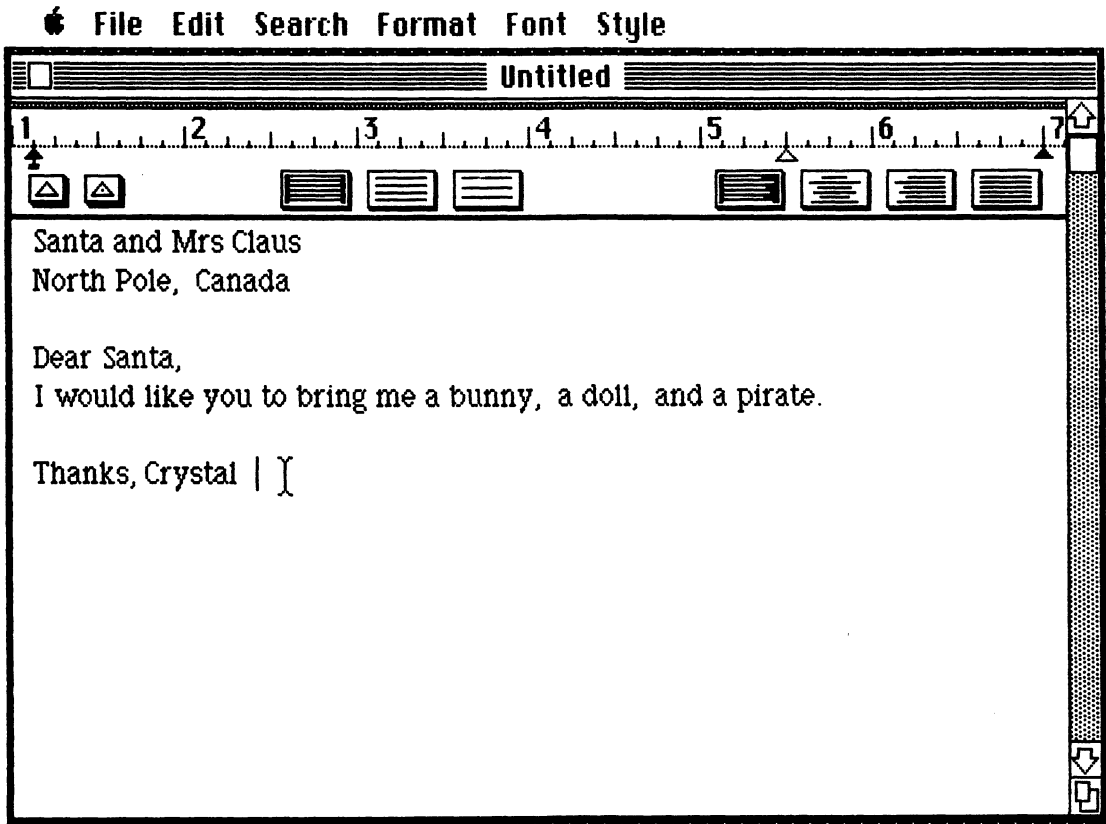 File Edit Search Format Font Style
Untitled
1 2 3 4 5 6 7
Santa and Mrs Claus
North Pole, Canada
Dear Santa,
I would like you to bring me a bunny, a doll, and a pirate.
Thanks, Crystal